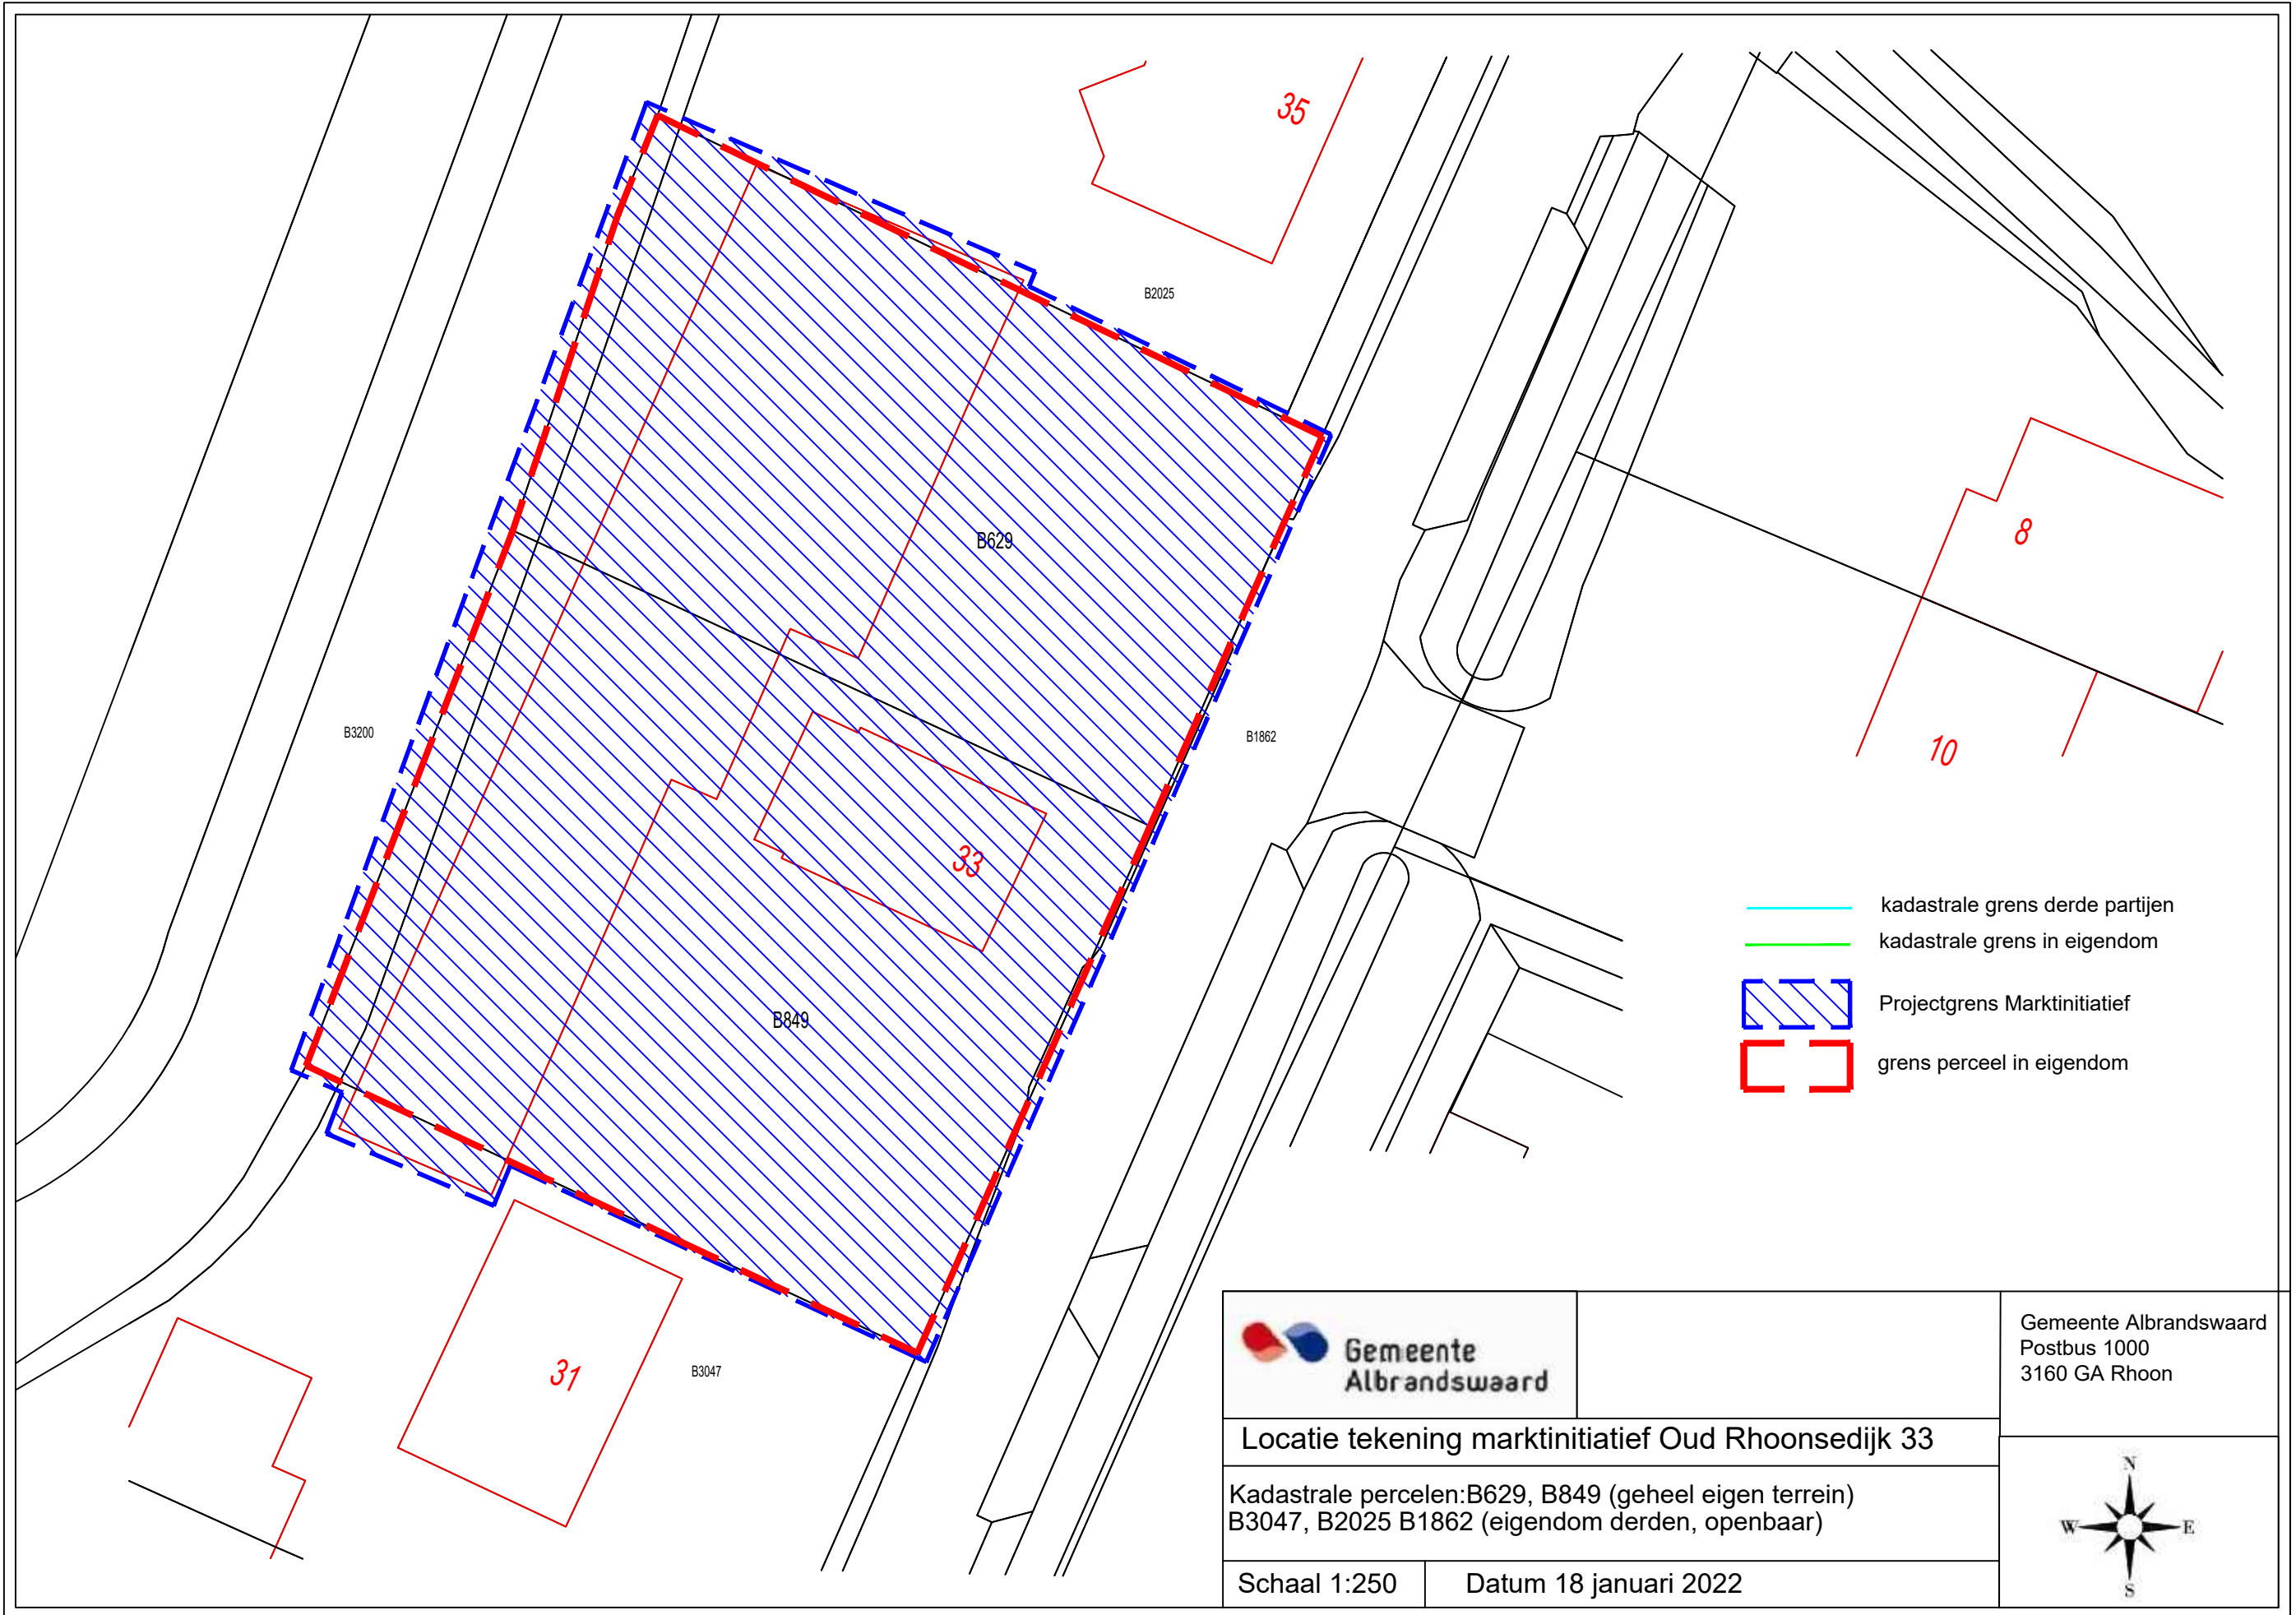 35
B2025
B629
8
B3200
B1862
10
33
kadastrale grens derde partijen
kadastrale grens in eigendom
Projectgrens Marktinitiatief
B849
grens perceel in eigendom
31
B3047
Gemeente
Albrandswaard
Gemeente Albrandswaard
Postbus 1000
3160 GA Rhoon
Locatie tekening marktinitiatief Oud Rhoonsedijk 33
Kadastrale percelen:B629, B849 (geheel eigen terrein)
B3047, B2025 B1862 (eigendom derden, openbaar)
Schaal 1:250
Datum 18 januari 2022
N
W
E
S